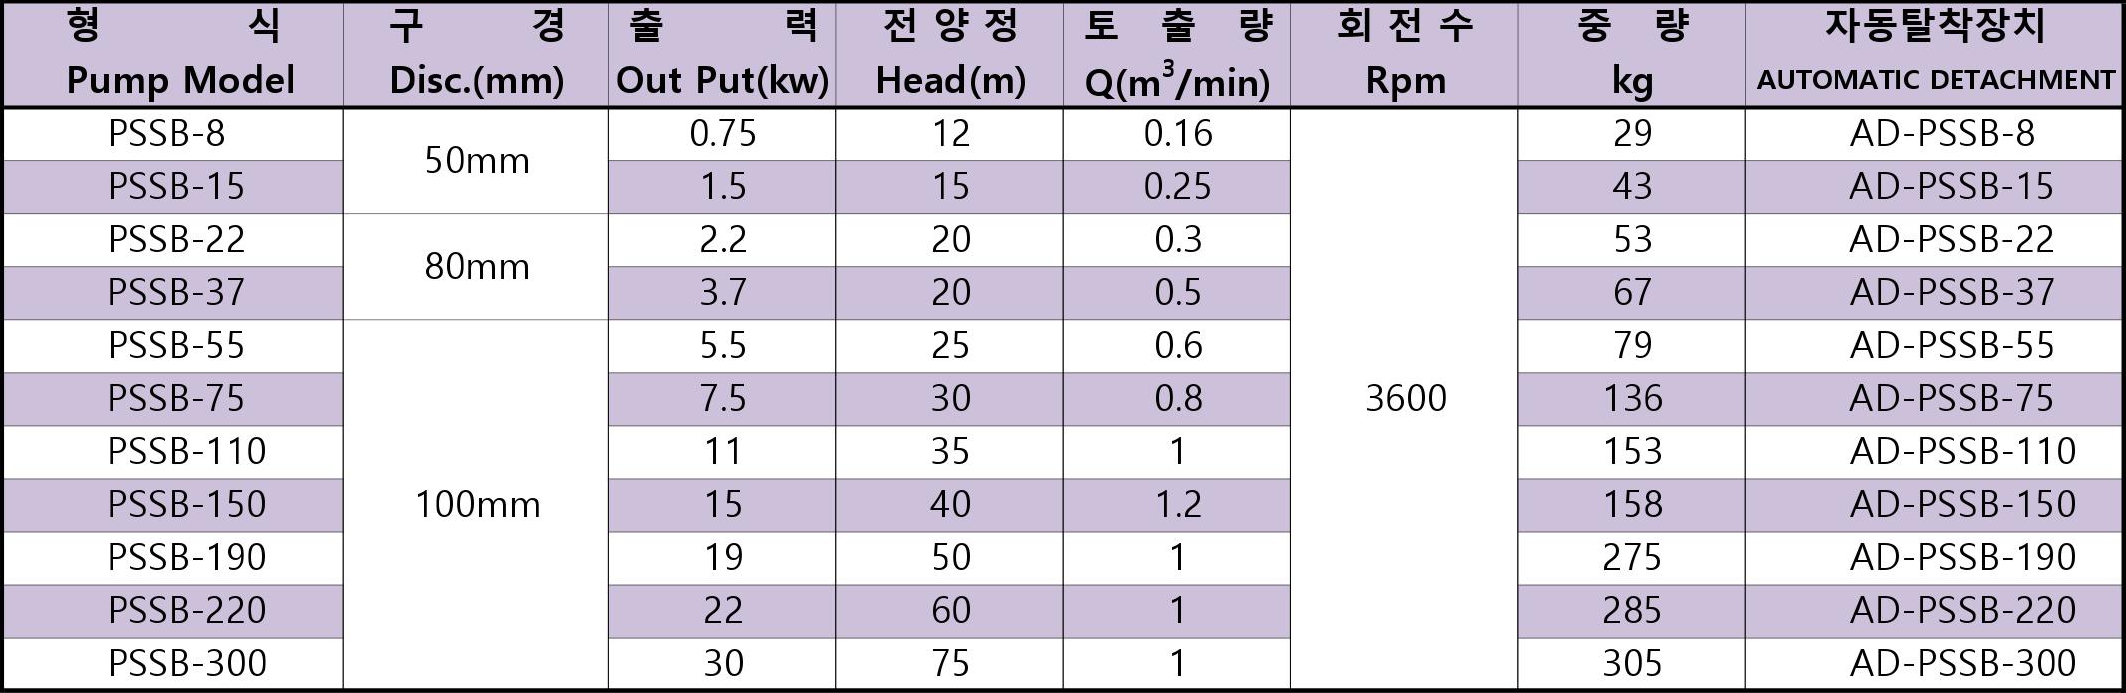 형 식 구 경 출 력 전 양 정 토 출 량 회 전 수 중 량 자동탈착장치
Pump Model Disc.(mm) Out Put(kw) Head(m) Q(m³/min) Rpm kg AUTOMATIC DETACHMENT
PSSB-8 50mm 0.75 12 0.16 3600 29 AD-PSSB-8
PSSB-15 1.5 15 0.25 43 AD-PSSB-15
PSSB-22 80mm 2.2 20 0.3 53 AD-PSSB-22
PSSB-37 3.7 20 0.5 67 AD-PSSB-37
PSSB-55 100mm 5.5 25 0.6 79 AD-PSSB-55
PSSB-75 7.5 30 0.8 136 AD-PSSB-75
PSSB-110 11 35 1 153 AD-PSSB-110
PSSB-150 15 40 1.2 158 AD-PSSB-150
PSSB-190 19 50 1 275 AD-PSSB-190
PSSB-220 22 60 1 285 AD-PSSB-220
PSSB-300 30 75 1 305 AD-PSSB-300